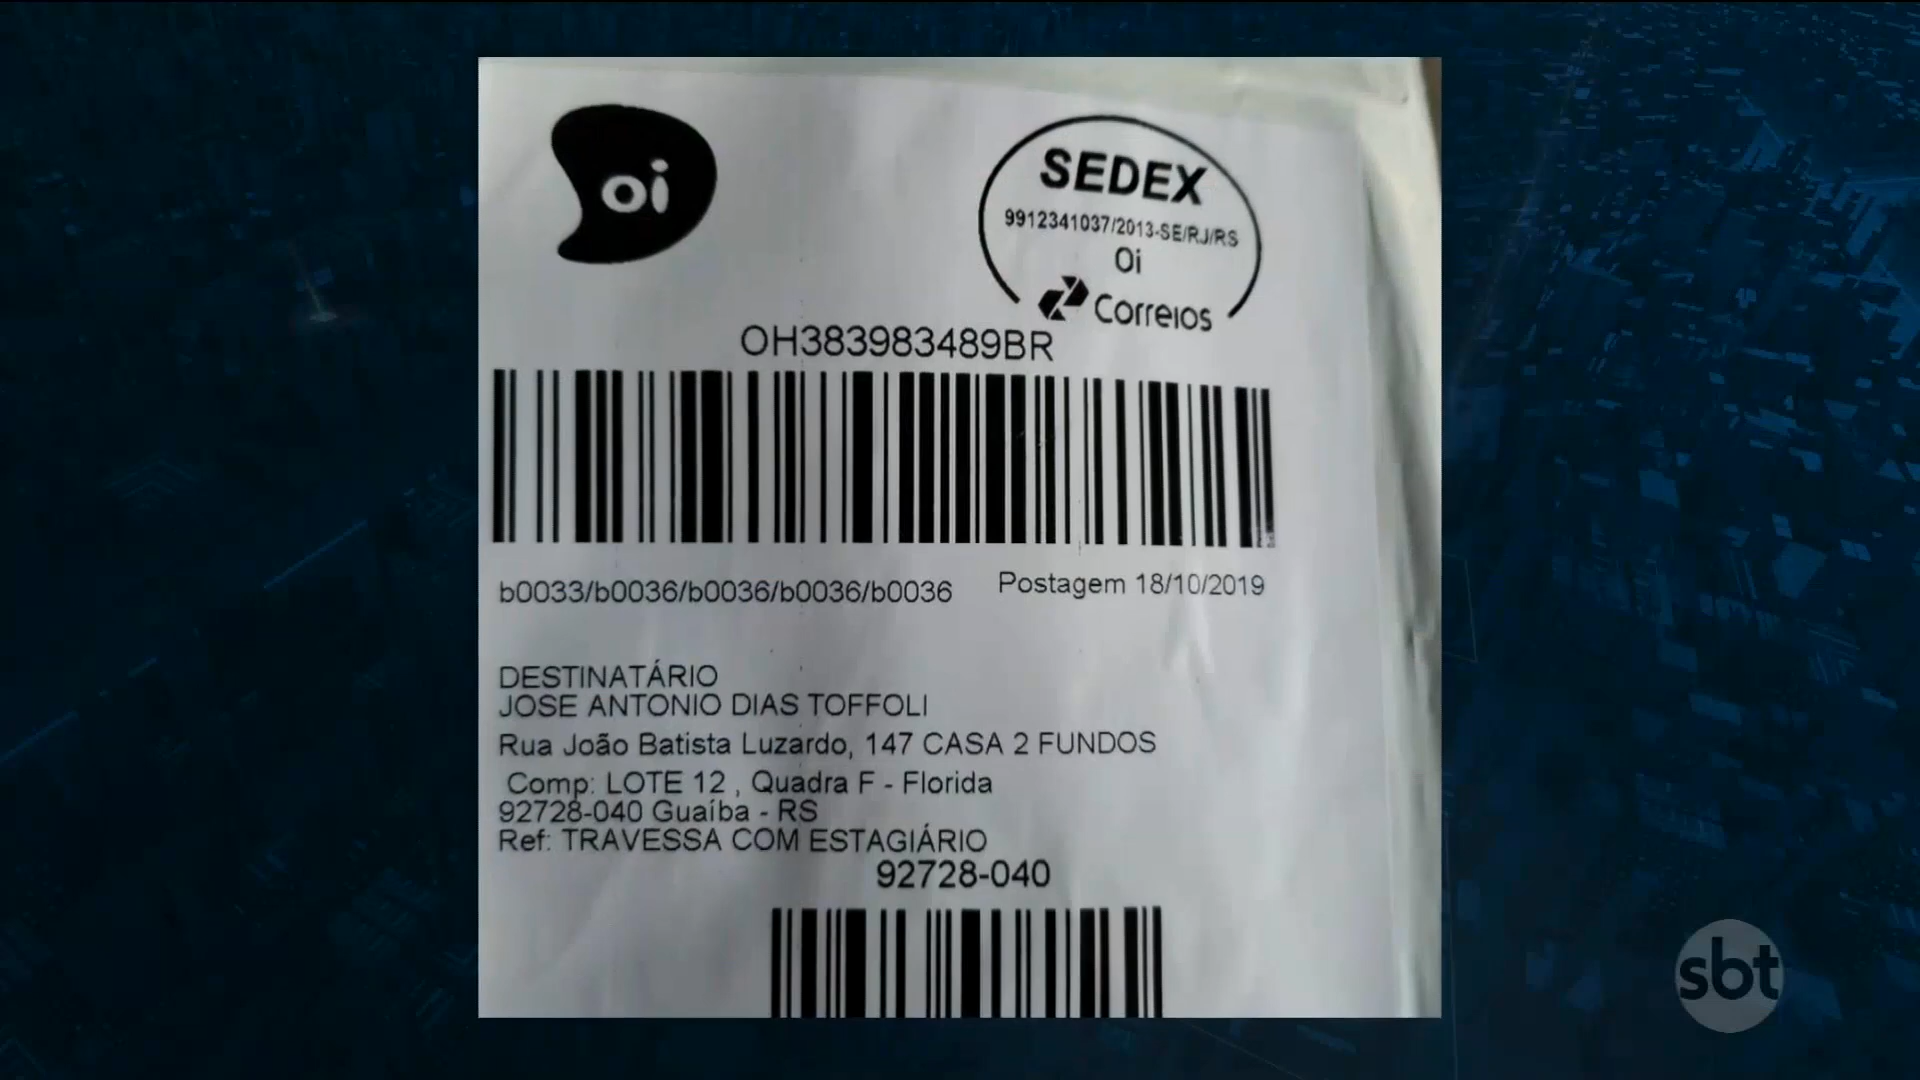 oi
SEDEX
9912341037/2013-SE/RJ/RS
Oi
Correios
OH383983489BR
b0033/b0036/b0036/b0036/b0036
Postagem 18/10/2019
DESTINATÁRIO
JOSE ANTONIO DIAS TOFFOLI
Rua João Batista Luzardo, 147 CASA 2 FUNDOS
Comp: LOTE 12 , Quadra F - Florida
92728-040 Guaíba - RS
Ref: TRAVESSA COM ESTAGIÁRIO
92728-040
sbt